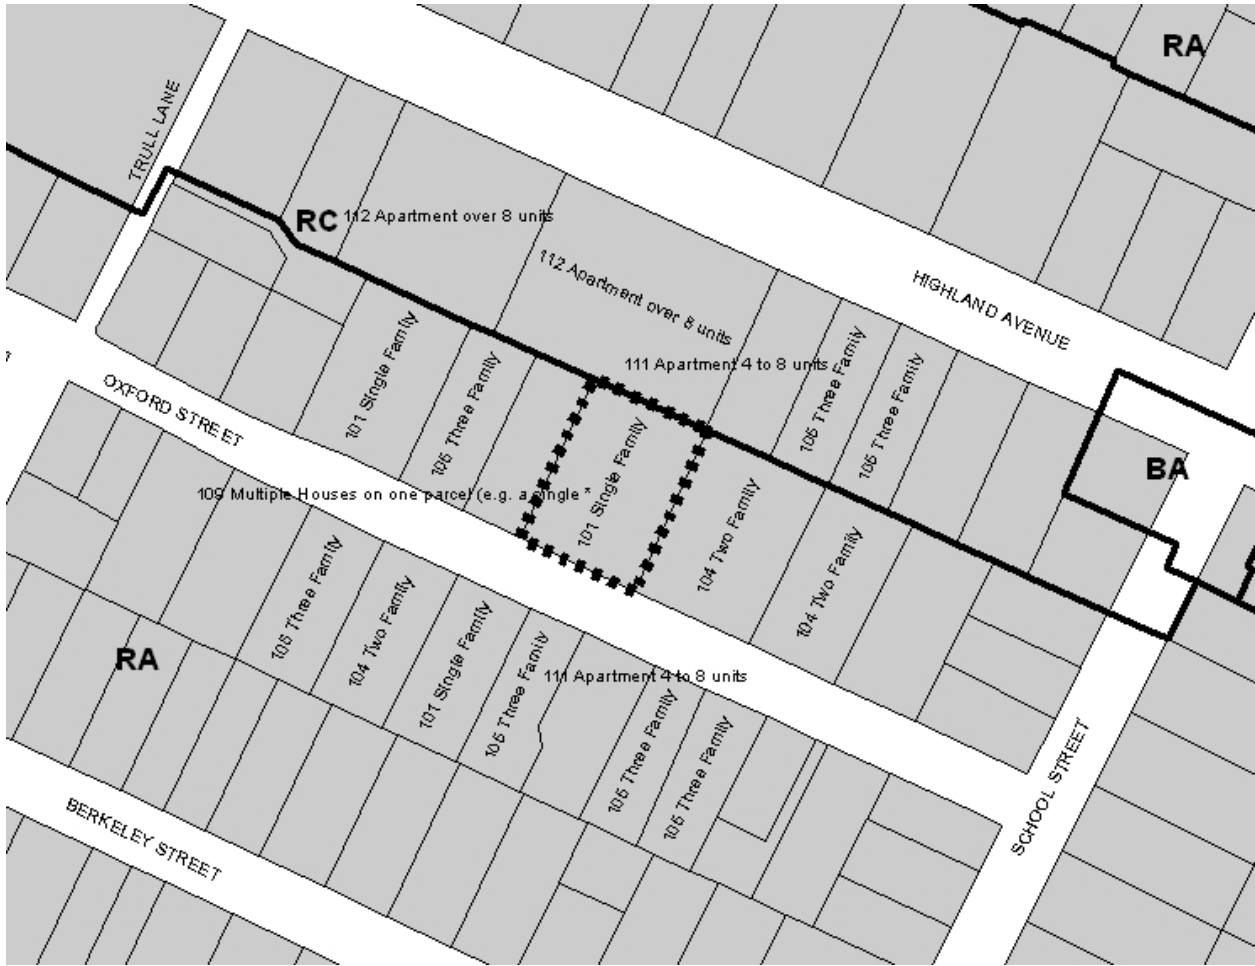 RA
TRULL LANE
RC
112 Apartment over 8 units
112 Apartment over 8 units
HIGHLAND AVENUE
111 Apartment 4 to 8 units
101 Single Family
105 Three Family
105 Three Family
105 Three Family
OXFORD STREET
101 Single Family
109 Multiple Houses on one parcel (e.g. a single *
BA
104 Two Family
104 Two Family
105 Three Family
104 Two Family
101 Single Family
105 Three Family
111 Apartment 4 to 8 units
RA
105 Three Family
105 Three Family
SCHOOL STREET
BERKELEY STREET